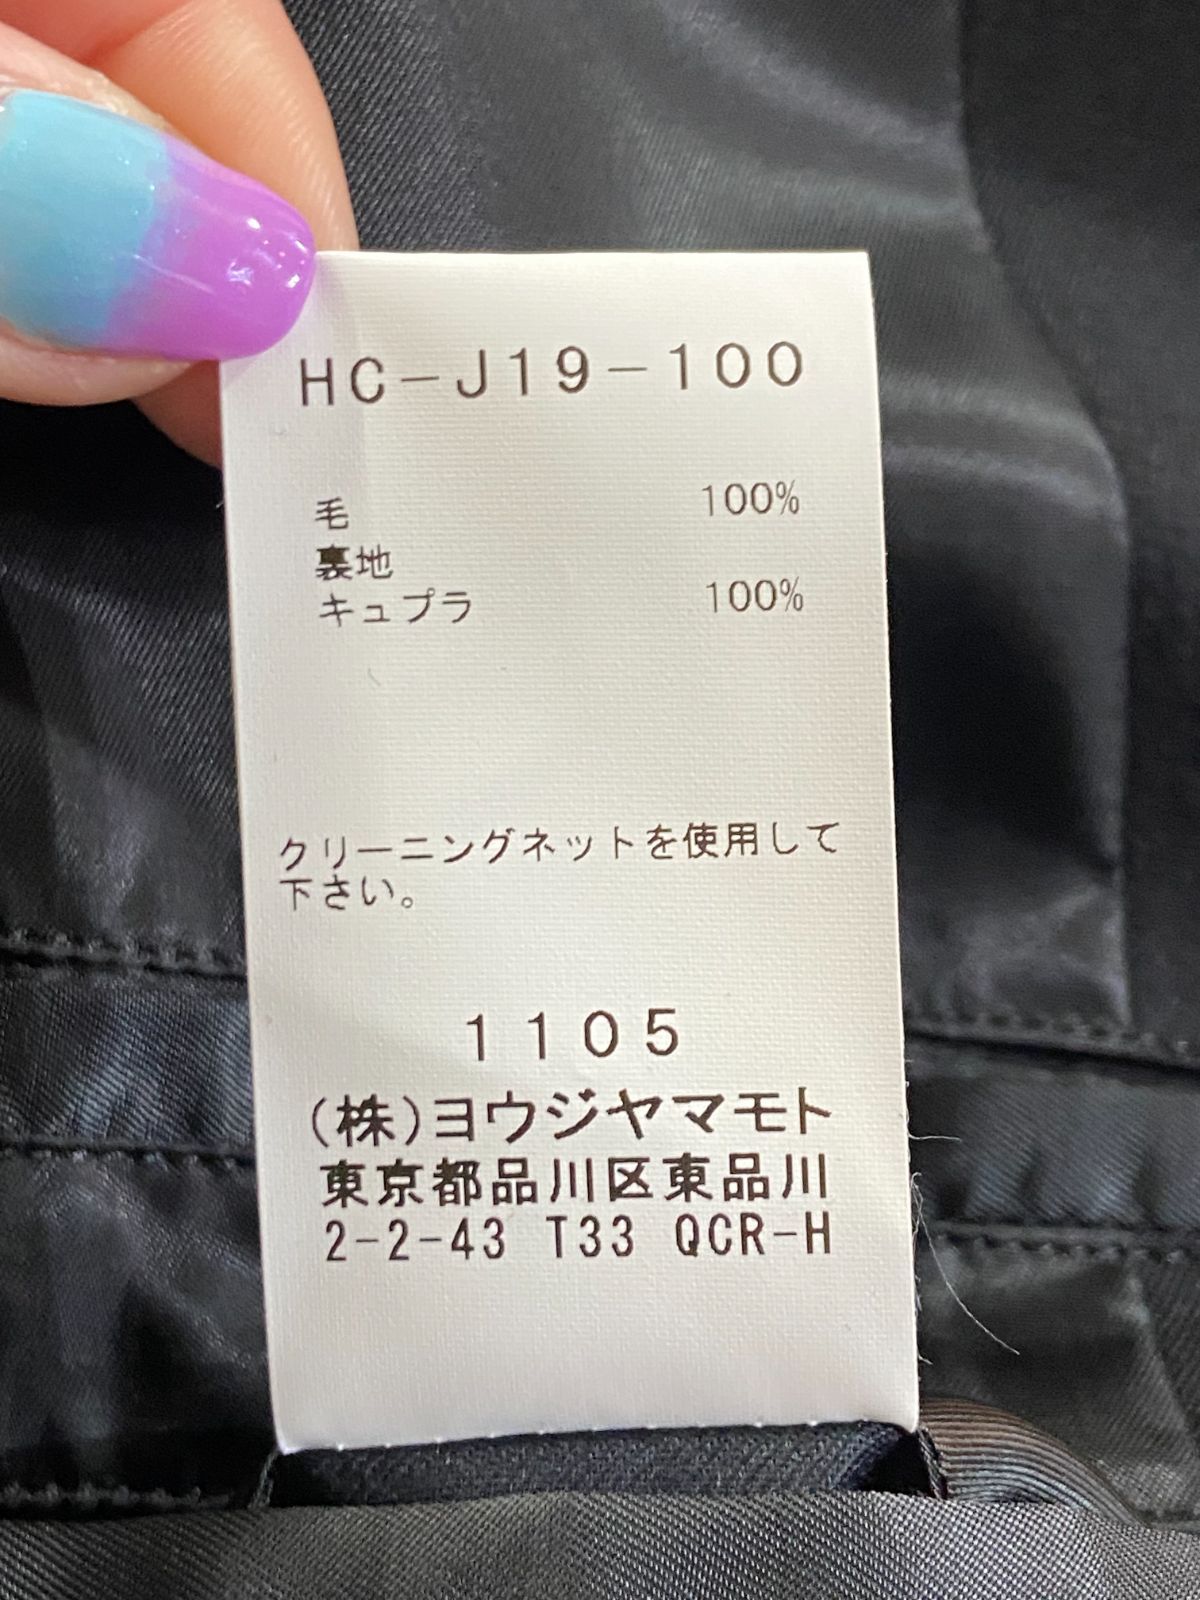 HC-J19-100
毛 100%
裏地
キュプラ 100%
クリーニングネットを使用して
下さい。
1105
(株)ヨウジヤマモト
東京都品川区東品川
2-2-43 T33 QCR-H